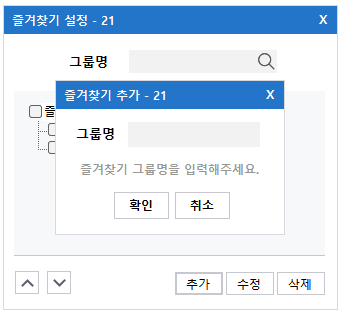 즐겨찾기 설정 - 21 X
그룹명
즐겨찾기 추가 - 21 X
그룹명
즐겨찾기 그룹명을 입력해주세요.
확인 취소
추가 수정 삭제